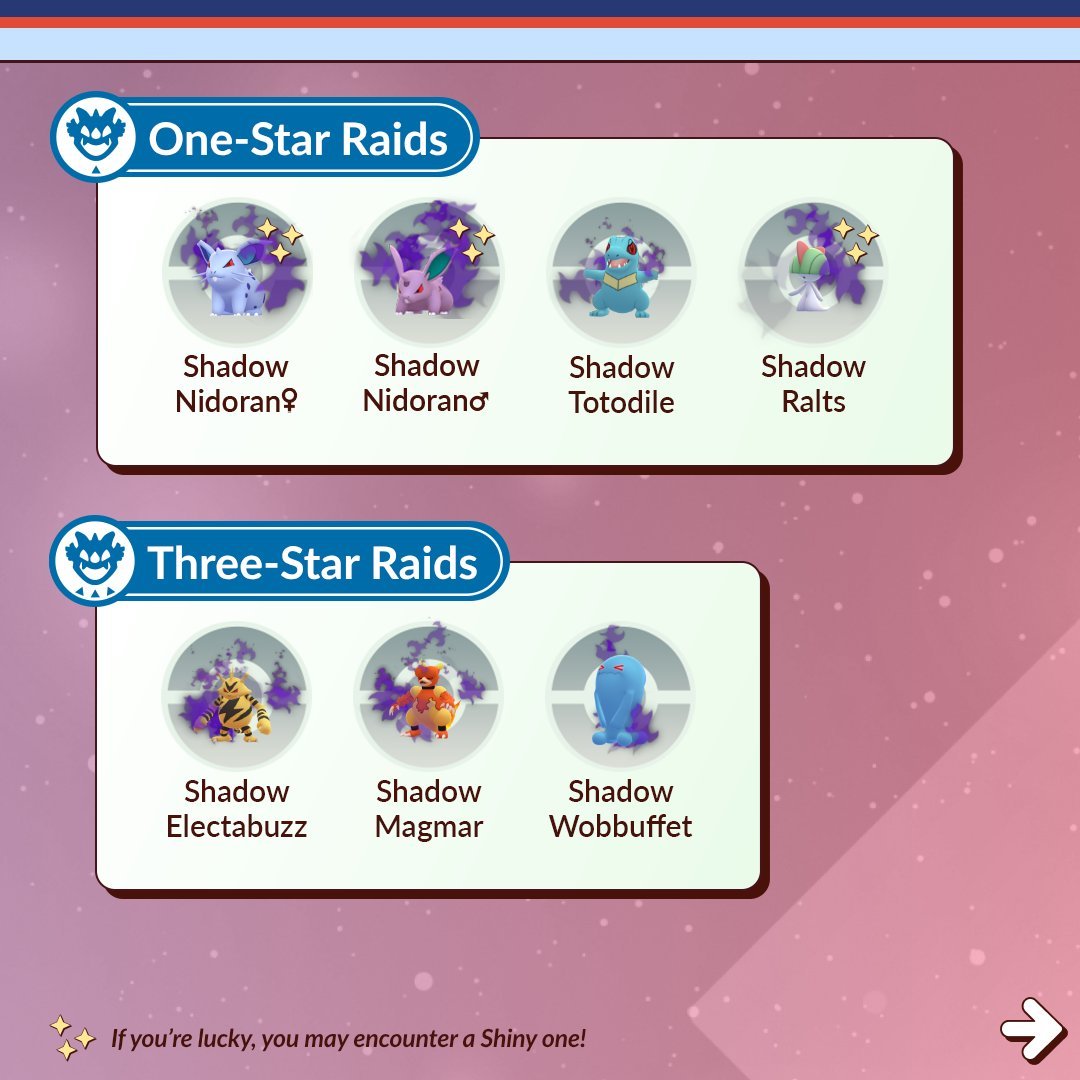 One-Star Raids
Shadow
Nidoran♀
Shadow
Nidoran♂
Shadow
Totodile
Shadow
Ralts
Three-Star Raids
Shadow
Electabuzz
Shadow
Magmar
Shadow
Wobbuffet
If you're lucky, you may encounter a Shiny one!